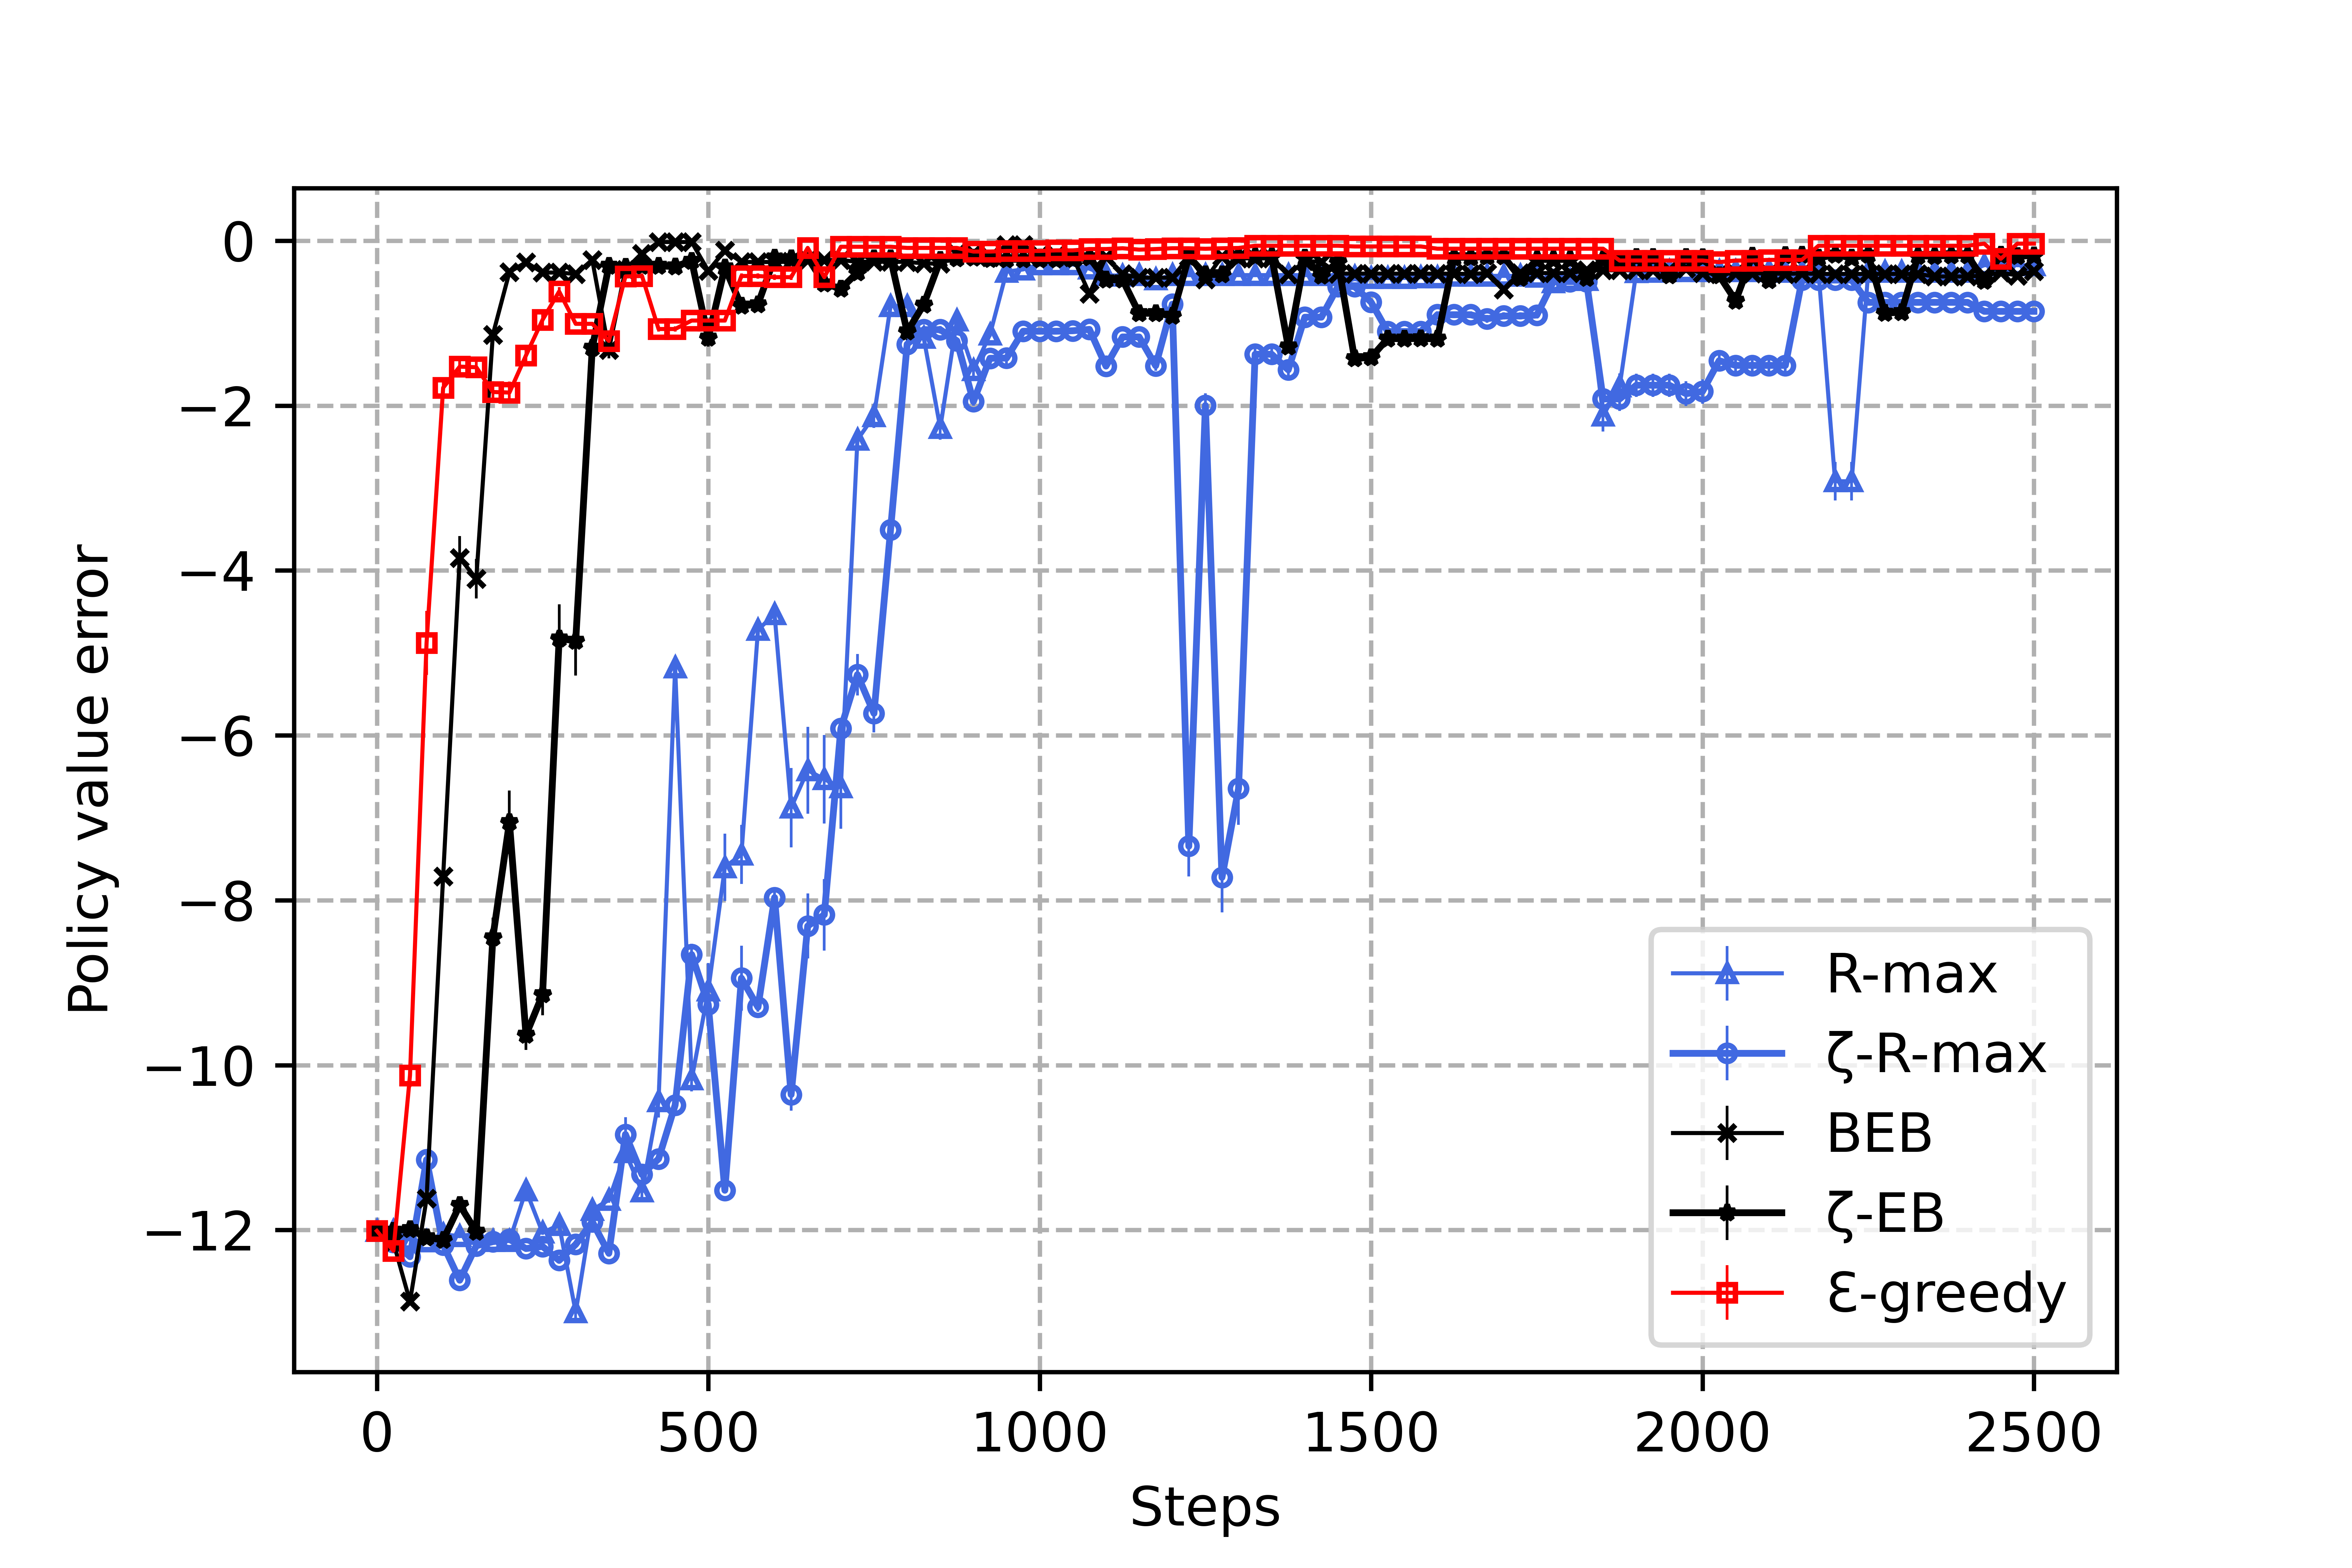 Policy value error
0
−2
−4
−6
−8
−10
−12
R-max
ζ-R-max
BEB
ζ-EB
Ɛ-greedy
0 500 1000 1500 2000 2500
Steps